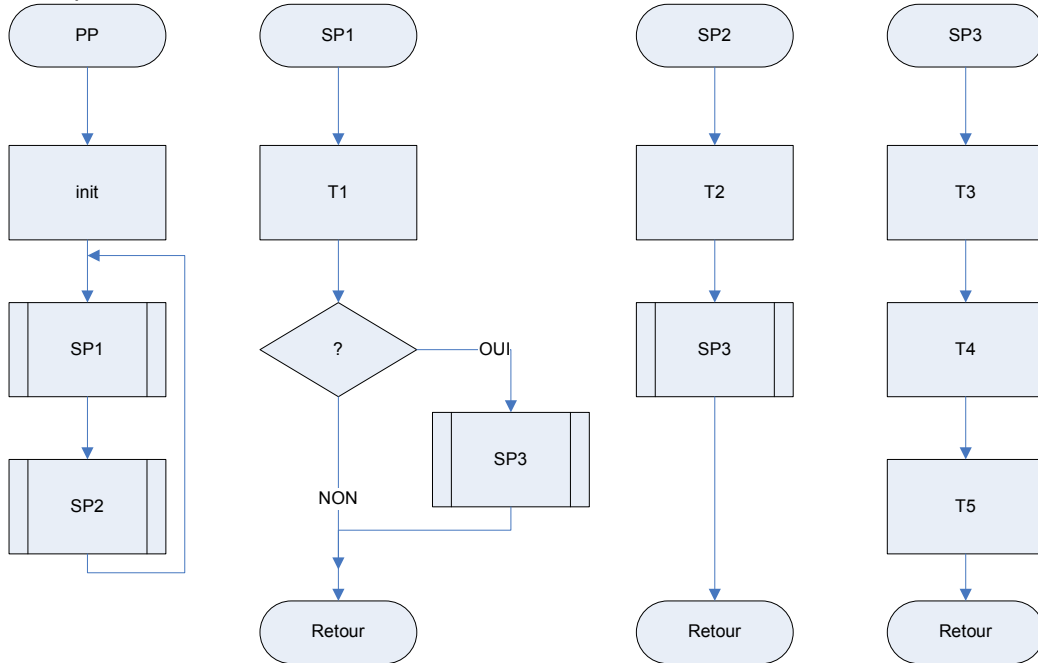 PP
init
SP1
SP2
SP1
T1
?
OUI
SP3
NON
Retour
SP2
T2
SP3
Retour
SP3
T3
T4
T5
Retour